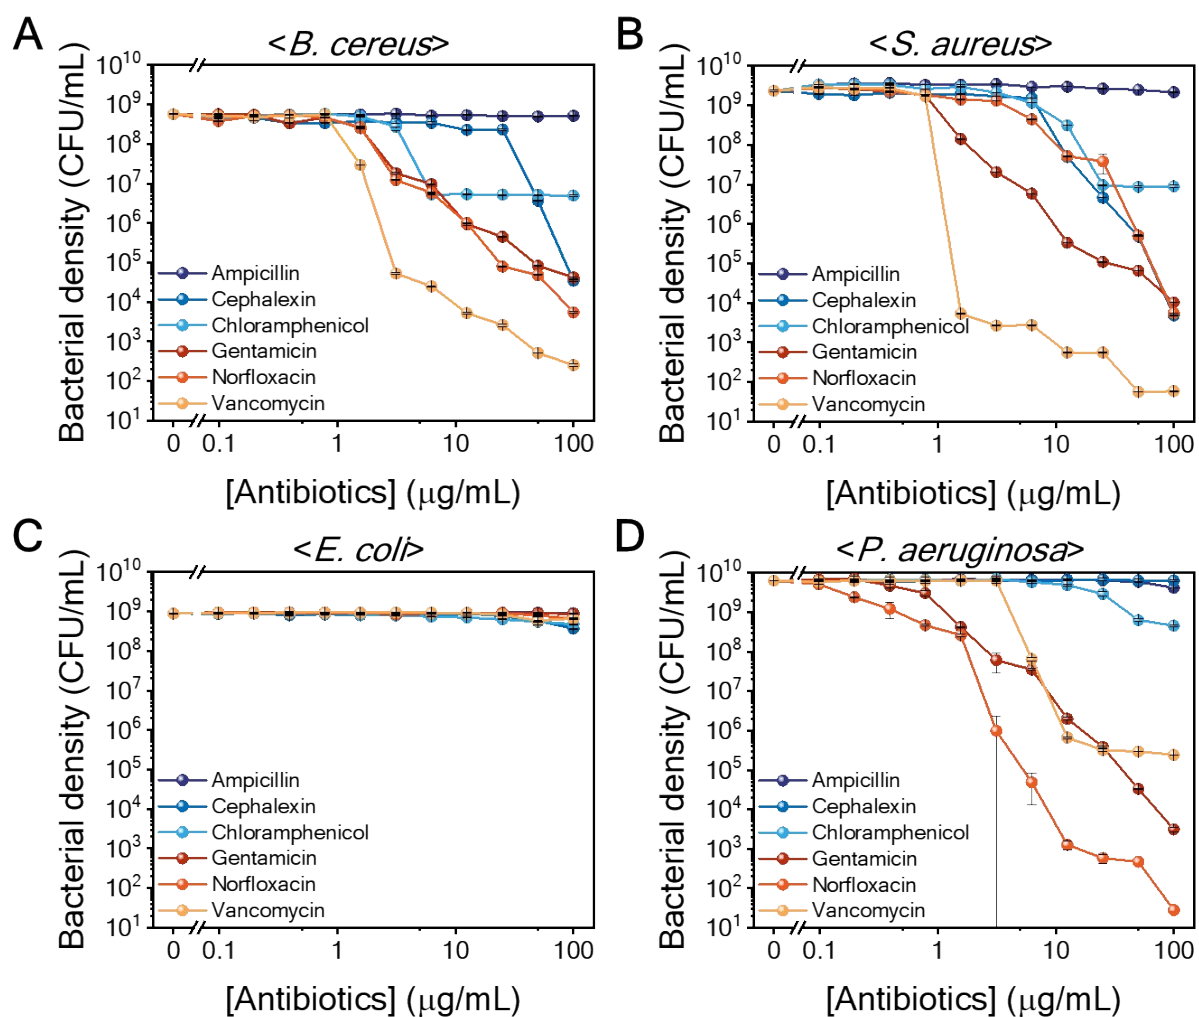 A
<B. cereus>
Bacterial density (CFU/mL)
10^10
10^9
10^8
10^7
10^6
10^5
10^4
10^3
10^2
10^1
Ampicillin
Cephalexin
Chloramphenicol
Gentamicin
Norfloxacin
Vancomycin
0 0.1 1 10 100
[Antibiotics] (μg/mL)
B
<S. aureus>
Bacterial density (CFU/mL)
10^10
10^9
10^8
10^7
10^6
10^5
10^4
10^3
10^2
10^1
Ampicillin
Cephalexin
Chloramphenicol
Gentamicin
Norfloxacin
Vancomycin
0 0.1 1 10 100
[Antibiotics] (μg/mL)
C
<E. coli>
Bacterial density (CFU/mL)
10^10
10^9
10^8
10^7
10^6
10^5
10^4
10^3
10^2
10^1
Ampicillin
Cephalexin
Chloramphenicol
Gentamicin
Norfloxacin
Vancomycin
0 0.1 1 10 100
[Antibiotics] (μg/mL)
D
<P. aeruginosa>
Bacterial density (CFU/mL)
10^10
10^9
10^8
10^7
10^6
10^5
10^4
10^3
10^2
10^1
Ampicillin
Cephalexin
Chloramphenicol
Gentamicin
Norfloxacin
Vancomycin
0 0.1 1 10 100
[Antibiotics] (μg/mL)